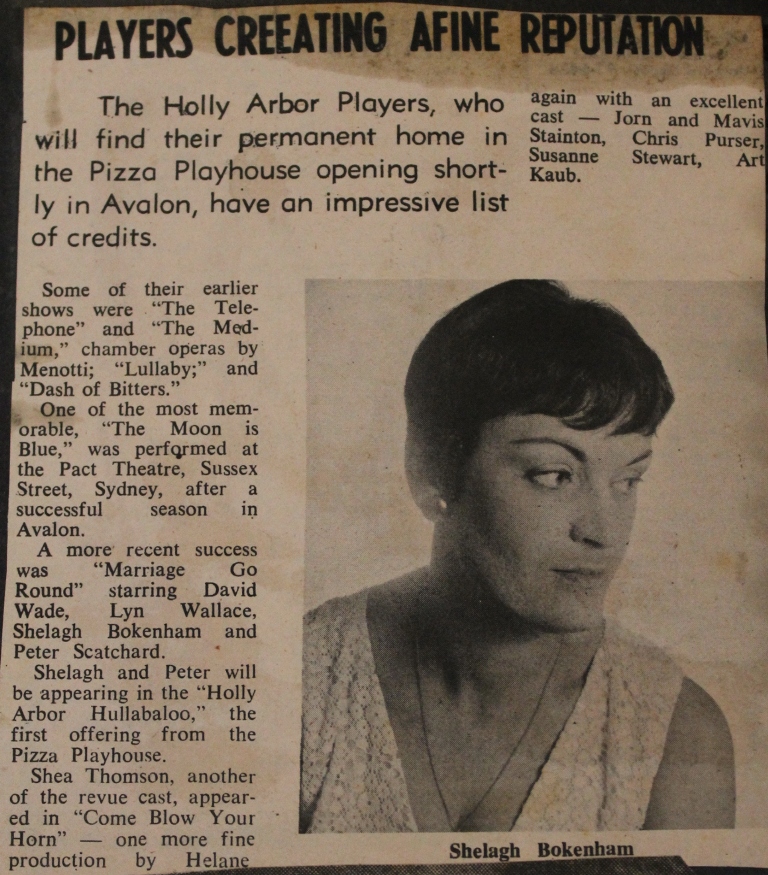 PLAYERS CREEATING AFINE REPUTATION
The Holly Arbor Players, who
will find their permanent home in
the Pizza Playhouse opening short-
ly in Avalon, have an impressive list
of credits.
Some of their earlier
shows were “The Tele-
phone” and “The Med-
ium,” chamber operas by
Menotti; “Lullaby;” and
“Dash of Bitters.”
One of the most mem-
orable, “The Moon is
Blue,” was performed at
the Pact Theatre, Sussex
Street, Sydney, after a
successful season in
Avalon.
A more recent success
was “Marriage Go
Round” starring David
Wade, Lyn Wallace,
Shelagh Bokenham and
Peter Scatchard.
Shelagh and Peter will
be appearing in the “Holly
Arbor Hullabaloo,” the
first offering from the
Pizza Playhouse.
Shea Thomson, another
of the revue cast, appear-
ed in “Come Blow Your
Horn” — one more fine
production by Helane
again with an excellent
cast — Jorn and Mavis
Stainton, Chris Purser,
Susanne Stewart, Art
Kaub.
Shelagh Bokenham